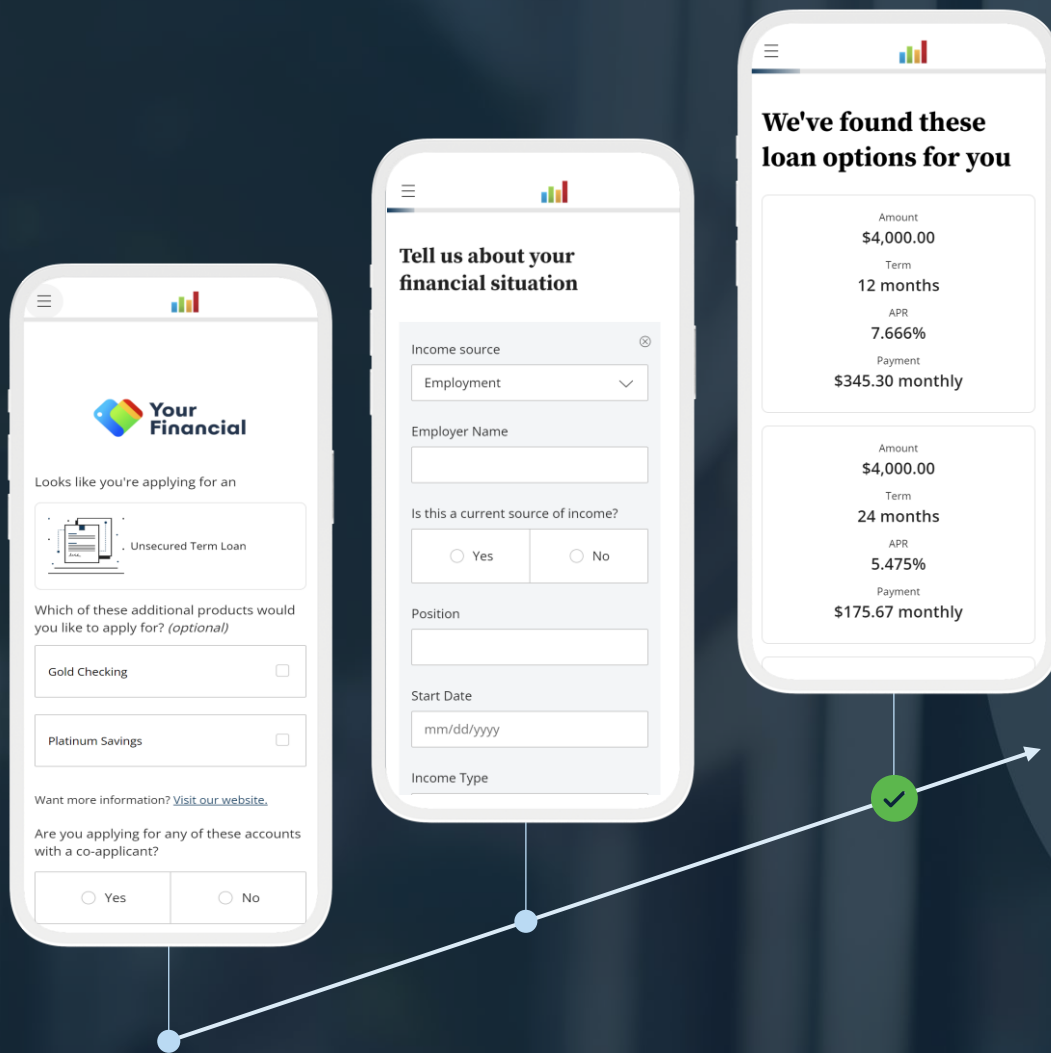 Your
Financial
Looks like you're applying for an
Unsecured Term Loan
Which of these additional products would
you like to apply for? (optional)
Gold Checking
Platinum Savings
Want more information? Visit our website.
Are you applying for any of these accounts
with a co-applicant?
Yes
No
Tell us about your
financial situation
Income source
Employment
Employer Name
Is this a current source of income?
Yes
No
Position
Start Date
mm/dd/yyyy
Income Type
We've found these
loan options for you
Amount
$4,000.00
Term
12 months
APR
7.666%
Payment
$345.30 monthly
Amount
$4,000.00
Term
24 months
APR
5.475%
Payment
$175.67 monthly